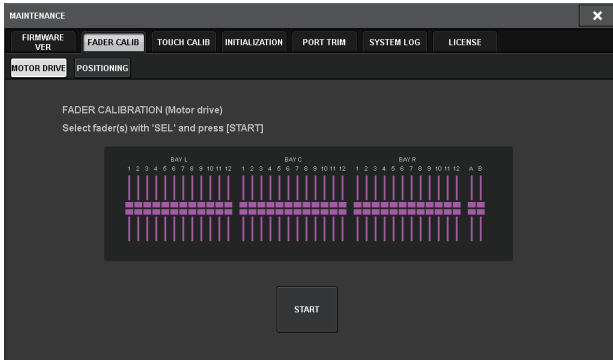 MAINTENANCE
FIRMWARE VER FADER CALIB TOUCH CALIB INITIALIZATION PORT TRIM SYSTEM LOG LICENSE
MOTOR DRIVE POSITIONING
FADER CALIBRATION (Motor drive)
Select fader(s) with 'SEL' and press [START]
BAY L BAY C BAY R
1 2 3 4 5 6 7 8 9 10 11 12 1 2 3 4 5 6 7 8 9 10 11 12 1 2 3 4 5 6 7 8 9 10 11 12 A B
START